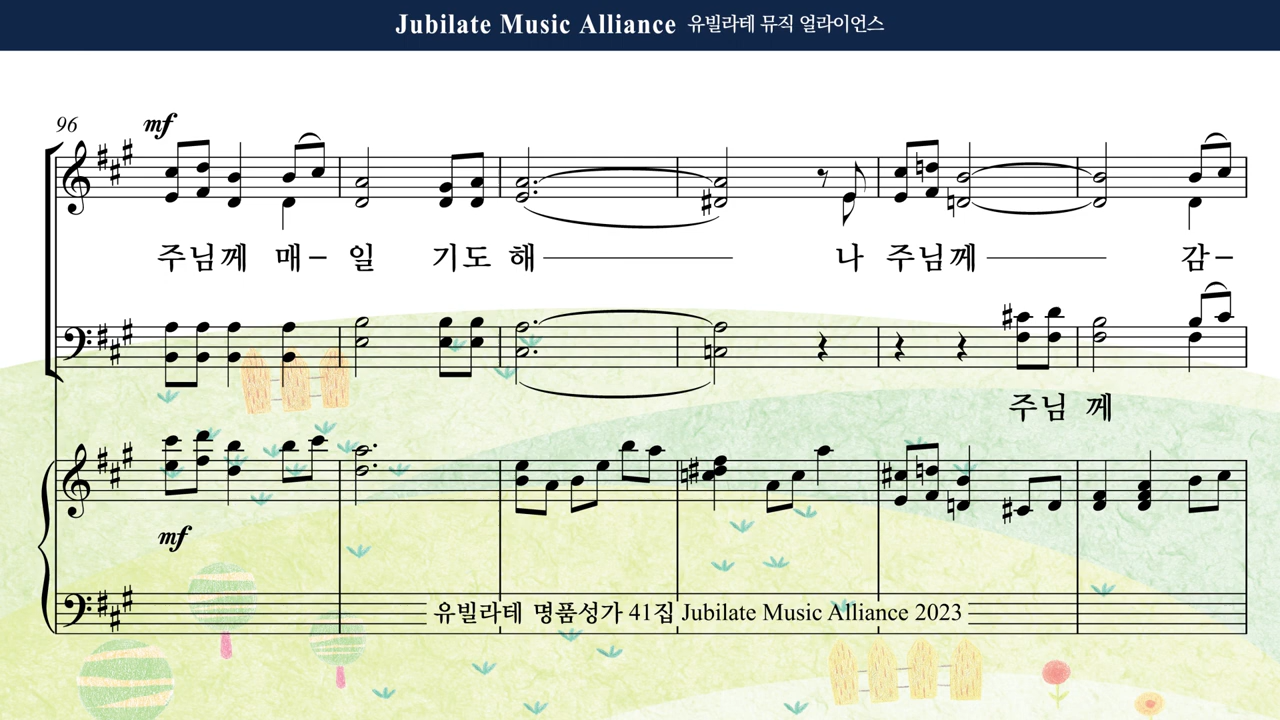 Jubilate Music Alliance 유빌라테 뮤직 얼라이언스
96
mf
주님께 매- 일 기도 해 나 주님께 감-
주님 께
mf
유빌라테 명품성가 41집 Jubilate Music Alliance 2023